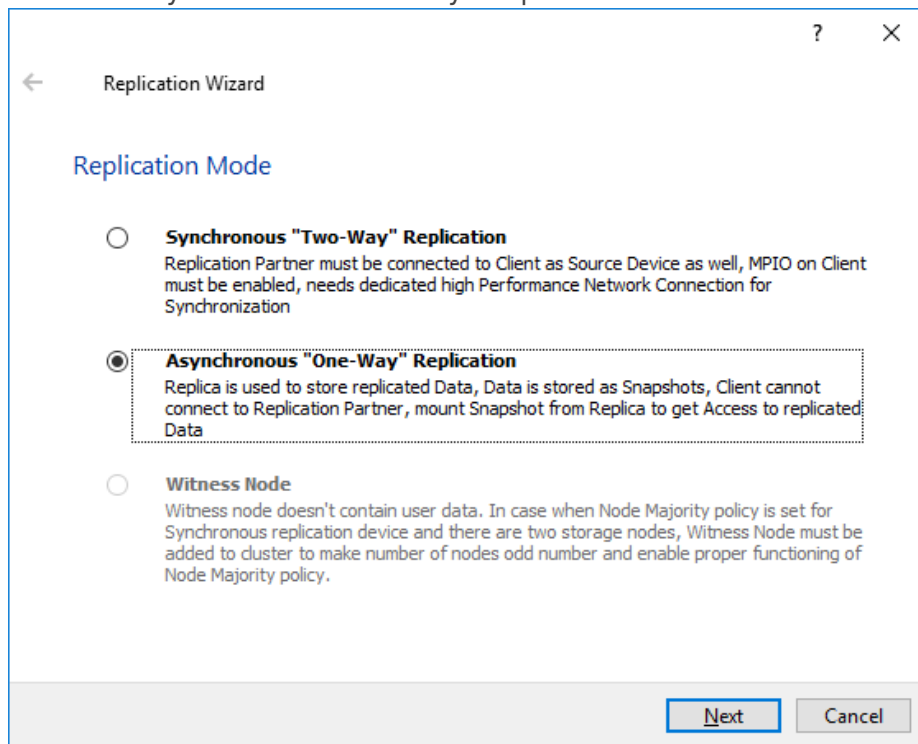 ?
Replication Wizard
Replication Mode
Synchronous "Two-Way" Replication
Replication Partner must be connected to Client as Source Device as well, MPIO on Client
must be enabled, needs dedicated high Performance Network Connection for
Synchronization
Asynchronous "One-Way" Replication
Replica is used to store replicated Data, Data is stored as Snapshots, Client cannot
connect to Replication Partner, mount Snapshot from Replica to get Access to replicated
Data
Witness Node
Witness node doesn't contain user data. In case when Node Majority policy is set for
Synchronous replication device and there are two storage nodes, Witness Node must be
added to cluster to make number of nodes odd number and enable proper functioning of
Node Majority policy.
Next
Cancel